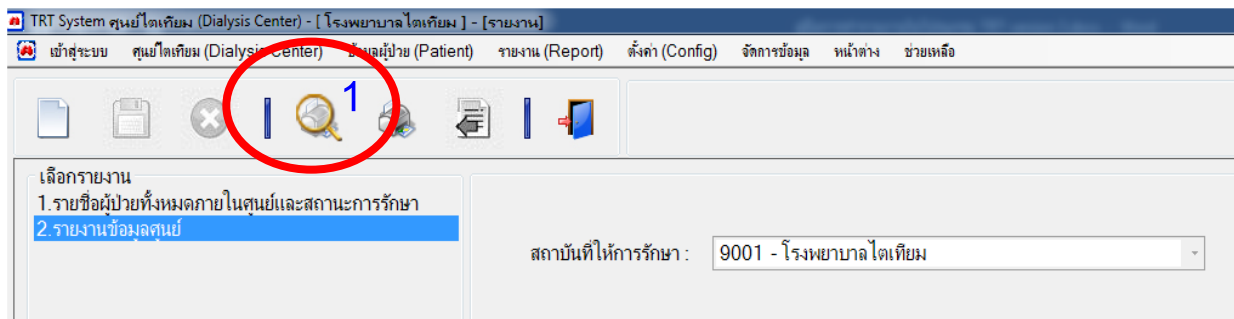 TRT System ศูนย์ไตเทียม (Dialysis Center) - [ โรงพยาบาลไตเทียม ] - [รายงาน]
เข้าสู่ระบบ ศูนย์ไตเทียม (Dialysis Center) ข้อมูลผู้ป่วย (Patient) รายงาน (Report) ตั้งค่า (Config) จัดการข้อมูล หน้าต่าง ช่วยเหลือ
1
เลือกรายงาน
1.รายชื่อผู้ป่วยทั้งหมดภายในศูนย์และสถานะการรักษา
2.รายงานข้อมูลศูนย์
สถาบันที่ให้การรักษา : 9001 - โรงพยาบาลไตเทียม